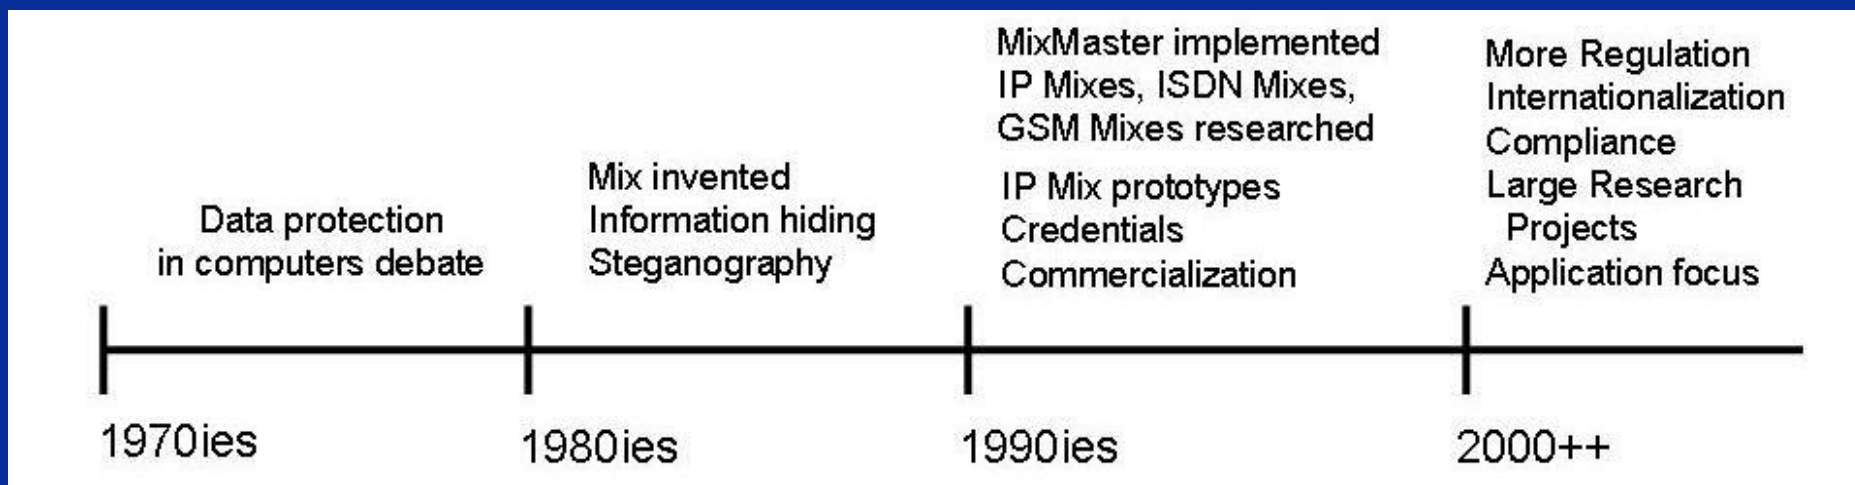 Data protection
in computers debate
Mix invented
Information hiding
Steganography
MixMaster implemented
IP Mixes, ISDN Mixes,
GSM Mixes researched
IP Mix prototypes
Credentials
Commercialization
More Regulation
Internationalization
Compliance
Large Research
Projects
Application focus
1970ies
1980ies
1990ies
2000++